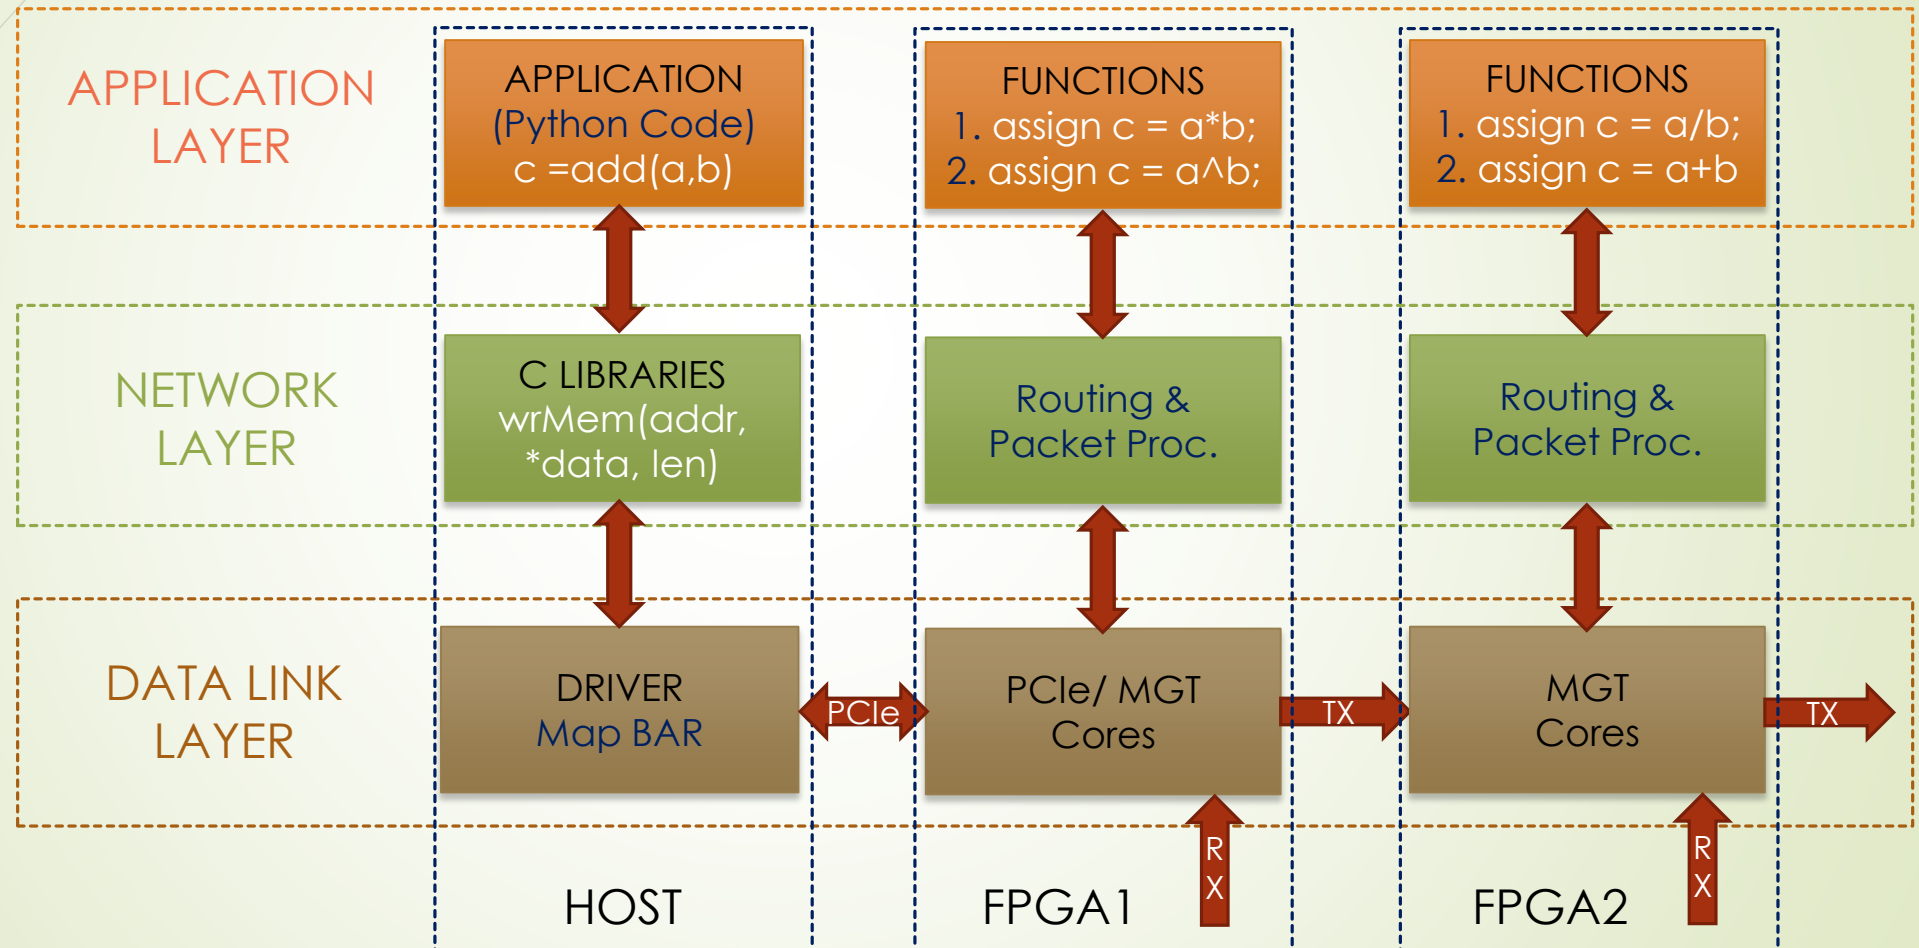 APPLICATION
LAYER
APPLICATION
(Python Code)
c =add(a,b)
FUNCTIONS
1. assign c = a*b;
2. assign c = a^b;
FUNCTIONS
1. assign c = a/b;
2. assign c = a+b
NETWORK
LAYER
C LIBRARIES
wrMem(addr,
*data, len)
Routing &
Packet Proc.
Routing &
Packet Proc.
DATA LINK
LAYER
DRIVER
Map BAR
PCIe
PCIe/ MGT
Cores
TX
MGT
Cores
TX
R
X
R
X
HOST
FPGA1
FPGA2